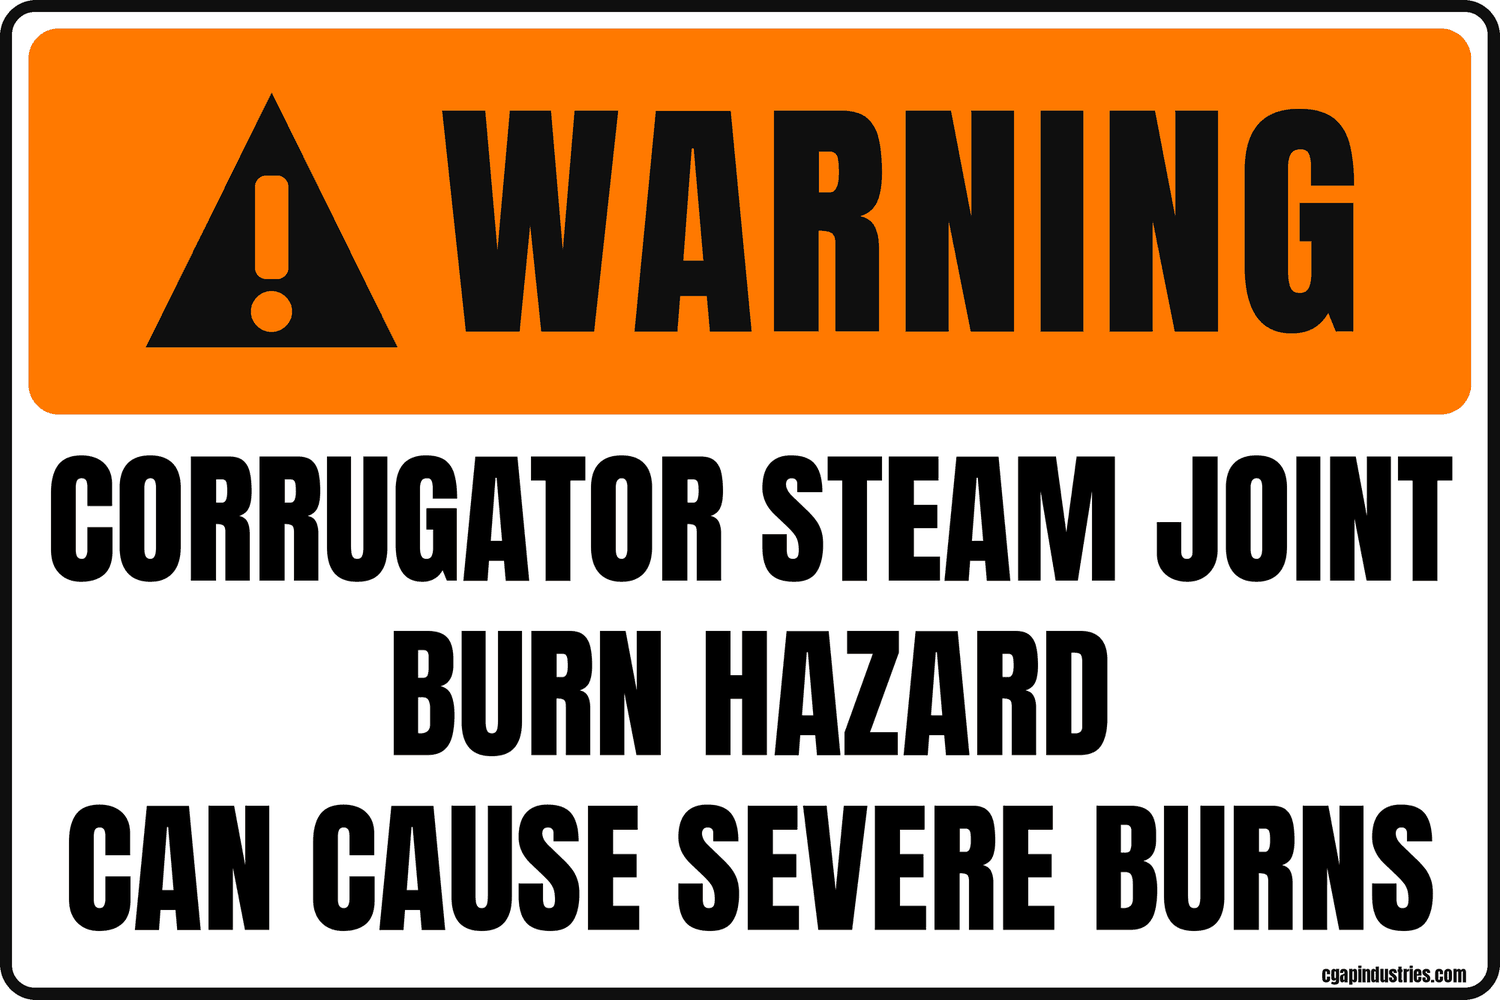 WARNING
CORRUGATOR STEAM JOINT
BURN HAZARD
CAN CAUSE SEVERE BURNS
cgapindustries.com